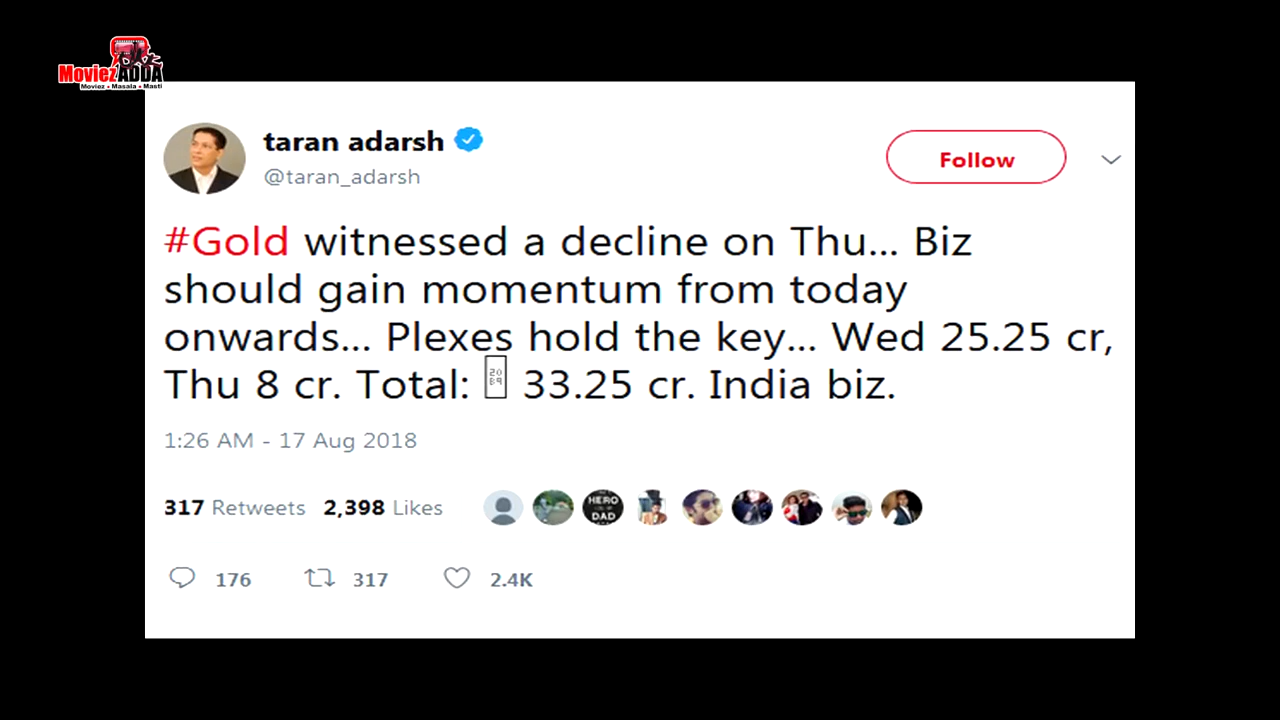 MoviezADDA
Moviez • Masala • Masti
taran adarsh
@taran_adarsh
Follow
#Gold witnessed a decline on Thu... Biz
should gain momentum from today
onwards... Plexes hold the key... Wed 25.25 cr,
Thu 8 cr. Total: 33.25 cr. India biz.
1:26 AM - 17 Aug 2018
317 Retweets 2,398 Likes
HERO
DAD
176 317 2.4K